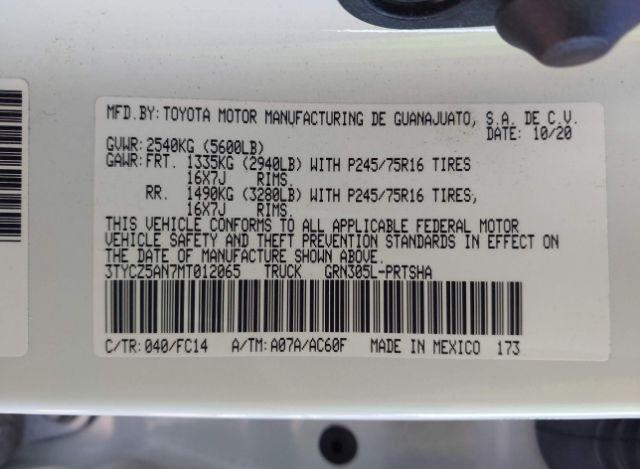 MFD.BY: TOYOTA MOTOR MANUFACTURING DE GUANAJUATO, S.A. DE C.V.
DATE: 10/20
GVWR: 2540KG (5600LB)
GAWR: FRT. 1335KG (2940LB) WITH P245/75R16 TIRES
16X7J RIMS.
RR. 1490KG (3280LB) WITH P245/75R16 TIRES,
16X7J RIMS.
THIS VEHICLE CONFORMS TO ALL APPLICABLE FEDERAL MOTOR
VEHICLE SAFETY AND THEFT PREVENTION STANDARDS IN EFFECT ON
THE DATE OF MANUFACTURE SHOWN ABOVE.
3TYCZ5AN7MT012065 TRUCK GRN305L-PRTSHA
C/TR: 040/FC14 A/TM: A07A/AC60F MADE IN MEXICO 173